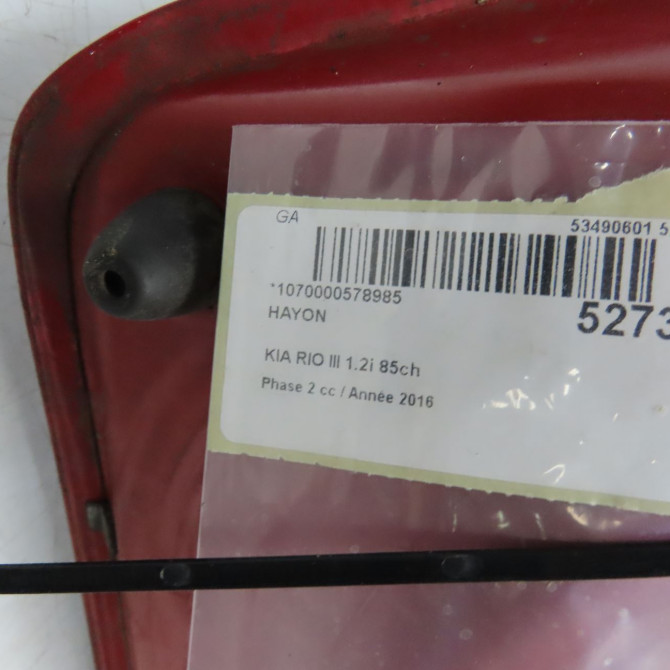 GA
53490601 5
*1070000578985
5273
HAYON
KIA RIO III 1.2i 85ch
Phase 2 cc / Année 2016